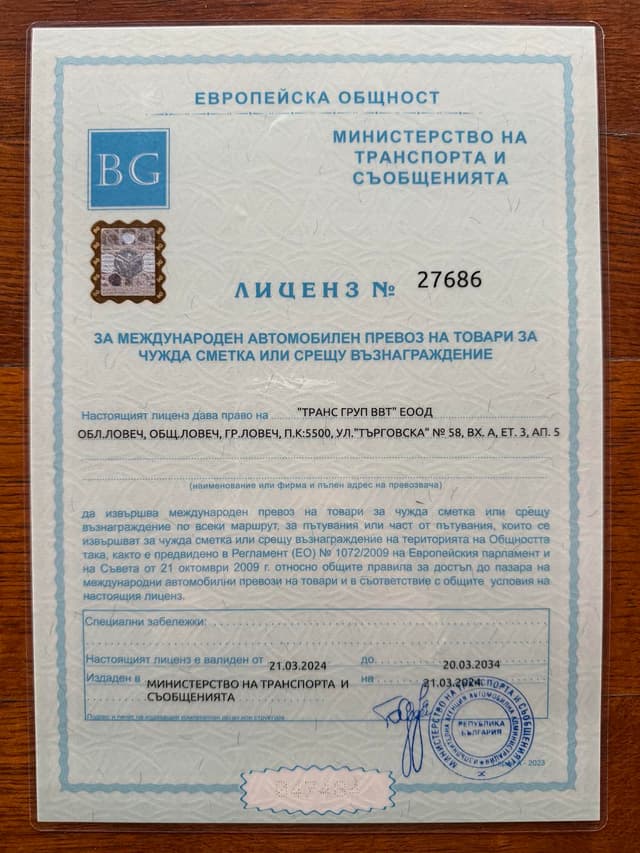 ЕВРОПЕЙСКА ОБЩНОСТ
BG
МИНИСТЕРСТВО НА
ТРАНСПОРТА И
СЪОБЩЕНИЯТА
ЛИЦЕНЗ № 27686
ЗА МЕЖДУНАРОДЕН АВТОМОБИЛЕН ПРЕВОЗ НА ТОВАРИ ЗА
ЧУЖДА СМЕТКА ИЛИ СРЕЩУ ВЪЗНАГРАЖДЕНИЕ
Настоящият лиценз дава право на "ТРАНС ГРУП ВВТ" ЕООД
ОБЛ.ЛОВЕЧ, ОБЩ.ЛОВЕЧ, ГР.ЛОВЕЧ, П.К:5500, УЛ."ТЪРГОВСКА" № 58, ВХ. А, ЕТ. 3, АП. 5
(наименование или фирма и пълен адрес на превозвача)
да извършва международен превоз на товари за чужда сметка или срещу
възнаграждение по всеки маршрут, за пътувания или част от пътувания, които се
извършват за чужда сметка или срещу възнаграждение на територията на Общността
така, както е предвидено в Регламент (ЕО) № 1072/2009 на Европейския парламент и
на Съвета от 21 октомври 2009 г. относно общите правила за достъп до пазара на
международни автомобилни превози на товари и в съответствие с общите условия на
настоящия лиценз.
Специални забележки:
Настоящият лиценз е валиден от 21.03.2024 до 20.03.2034
Издаден в МИНИСТЕРСТВО НА ТРАНСПОРТА И на 21.03.2024
СЪОБЩЕНИЯТА
РЕПУБЛИКА
БЪЛГАРИЯ
2023